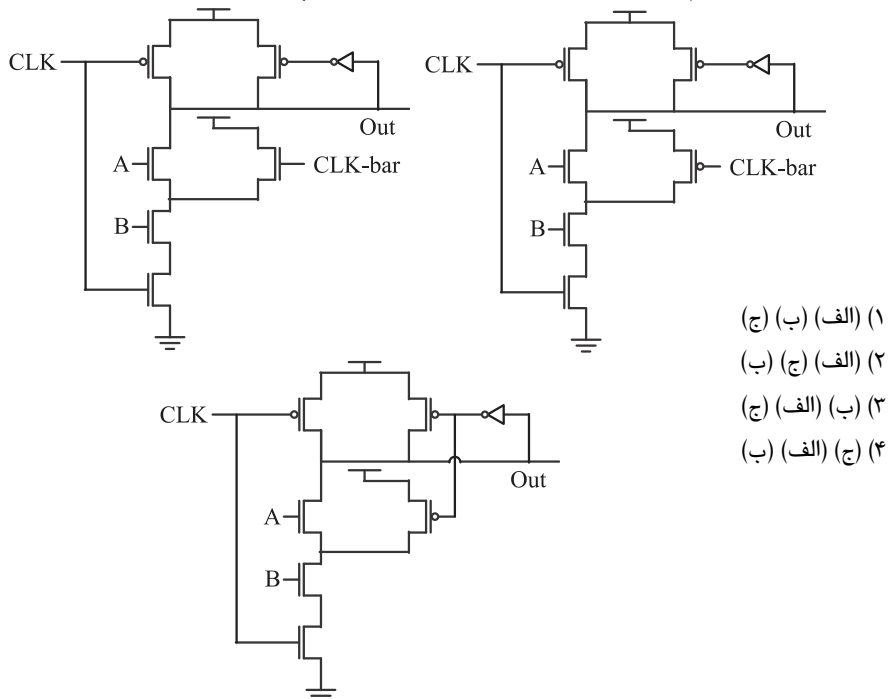 CLK
Out
A
CLK-bar
B
CLK
Out
A
CLK-bar
B
۱) (الف) (ب) (ج)
۲) (الف) (ج) (ب)
۳) (ب) (الف) (ج)
۴) (ج) (الف) (ب)
CLK
Out
A
B